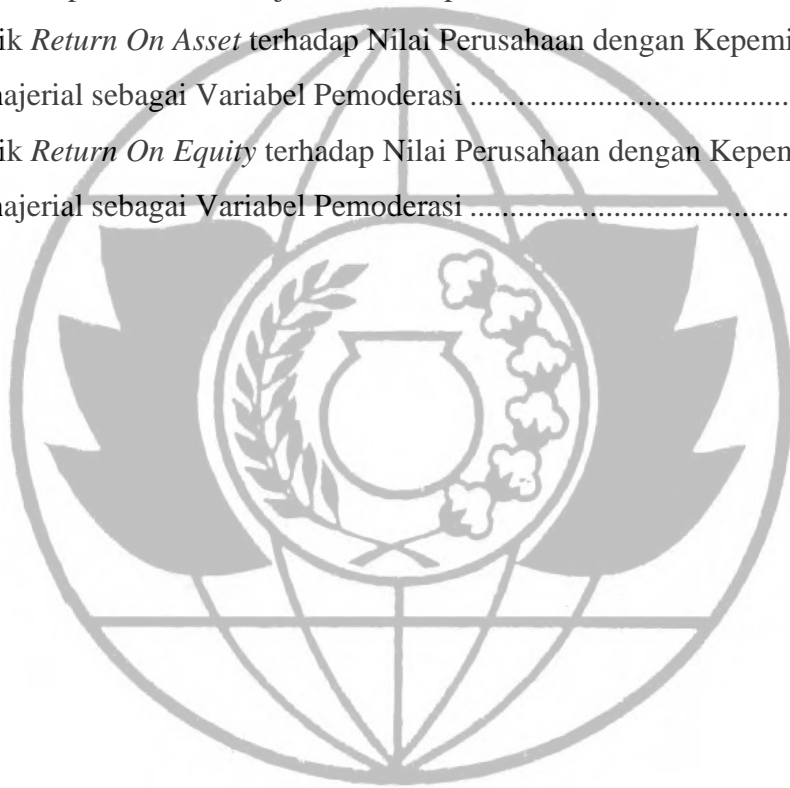 ik Return On Asset terhadap Nilai Perusahaan dengan Kepemi
najerial sebagai Variabel Pemoderasi ........................................
ik Return On Equity terhadap Nilai Perusahaan dengan Kepem
najerial sebagai Variabel Pemoderasi ........................................